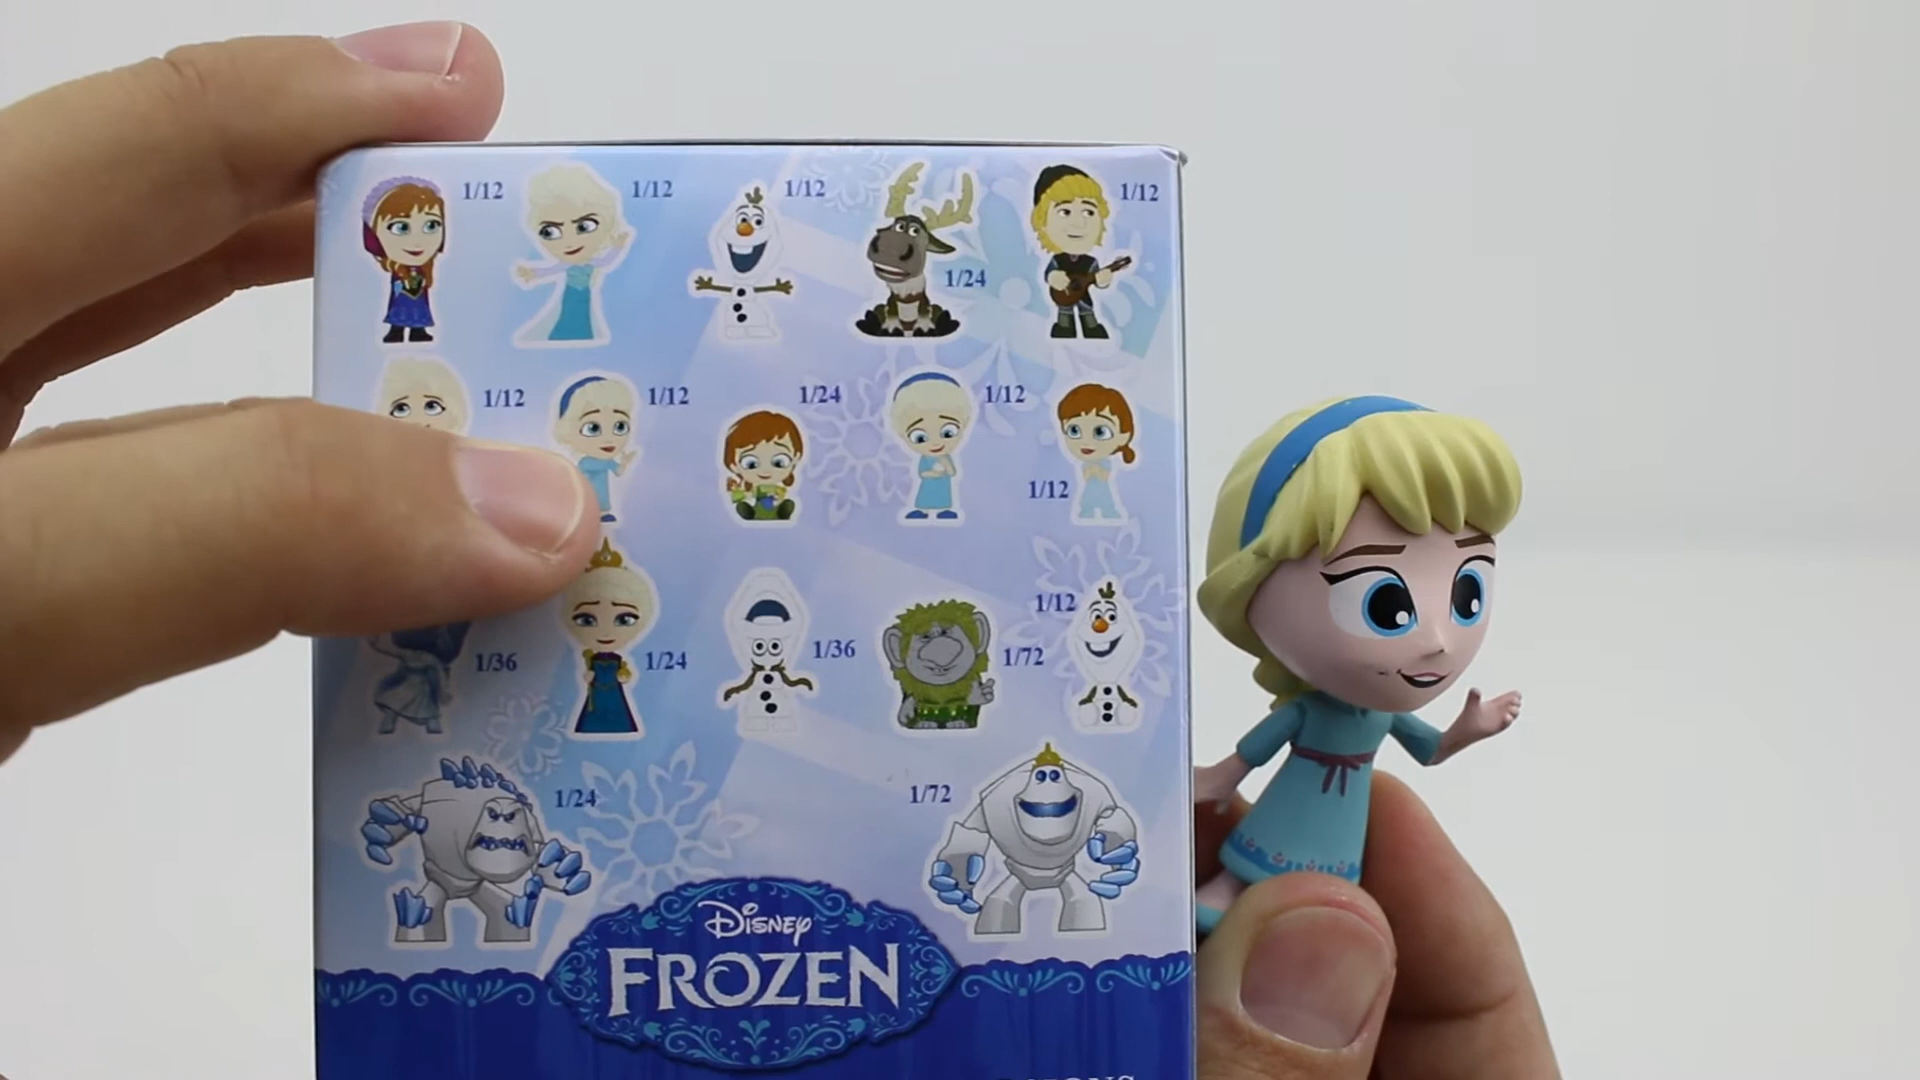 1/12 1/12 1/12 1/24 1/12
1/12 1/12 1/24 1/12 1/12
1/36 1/24 1/36 1/72 1/12
1/24 1/72
Disney
FROZEN